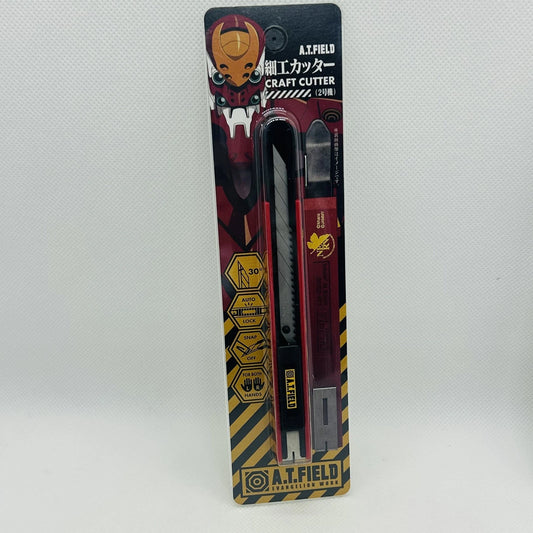 A.T.FIELD
細工カッター
CRAFT CUTTER
(2号機)
30°
AUTO
LOCK
SNAP
OFF
FOR BOTH
HANDS
A.T.FIELD
A.T.FIELD
EVANGELION WORK